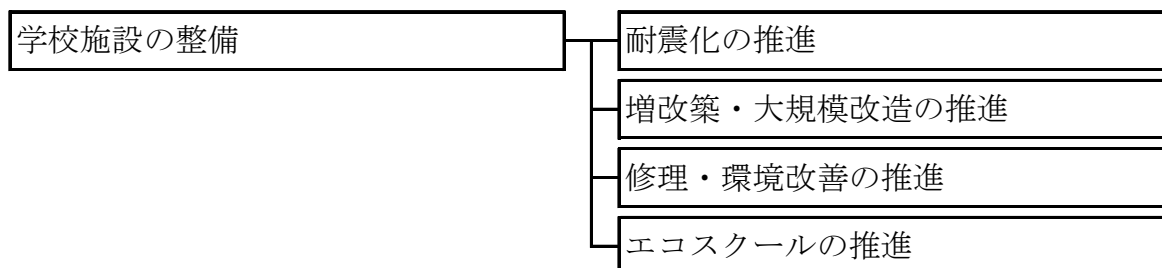 学校施設の整備
耐震化の推進
増改築・大規模改造の推進
修理・環境改善の推進
エコスクールの推進